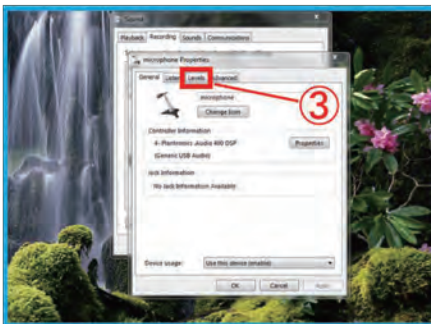 Sound
Playback Recording Sounds Communications
microphone Properties
General Listen Levels Advanced
③
microphone
Change Icon
Controller Information
4- Plantronics .Audio 400 DSP
Properties
(Generic USB Audio)
Jack Information
No Jack Information Available
Device usage: Use this device (enable)
OK Cancel Apply